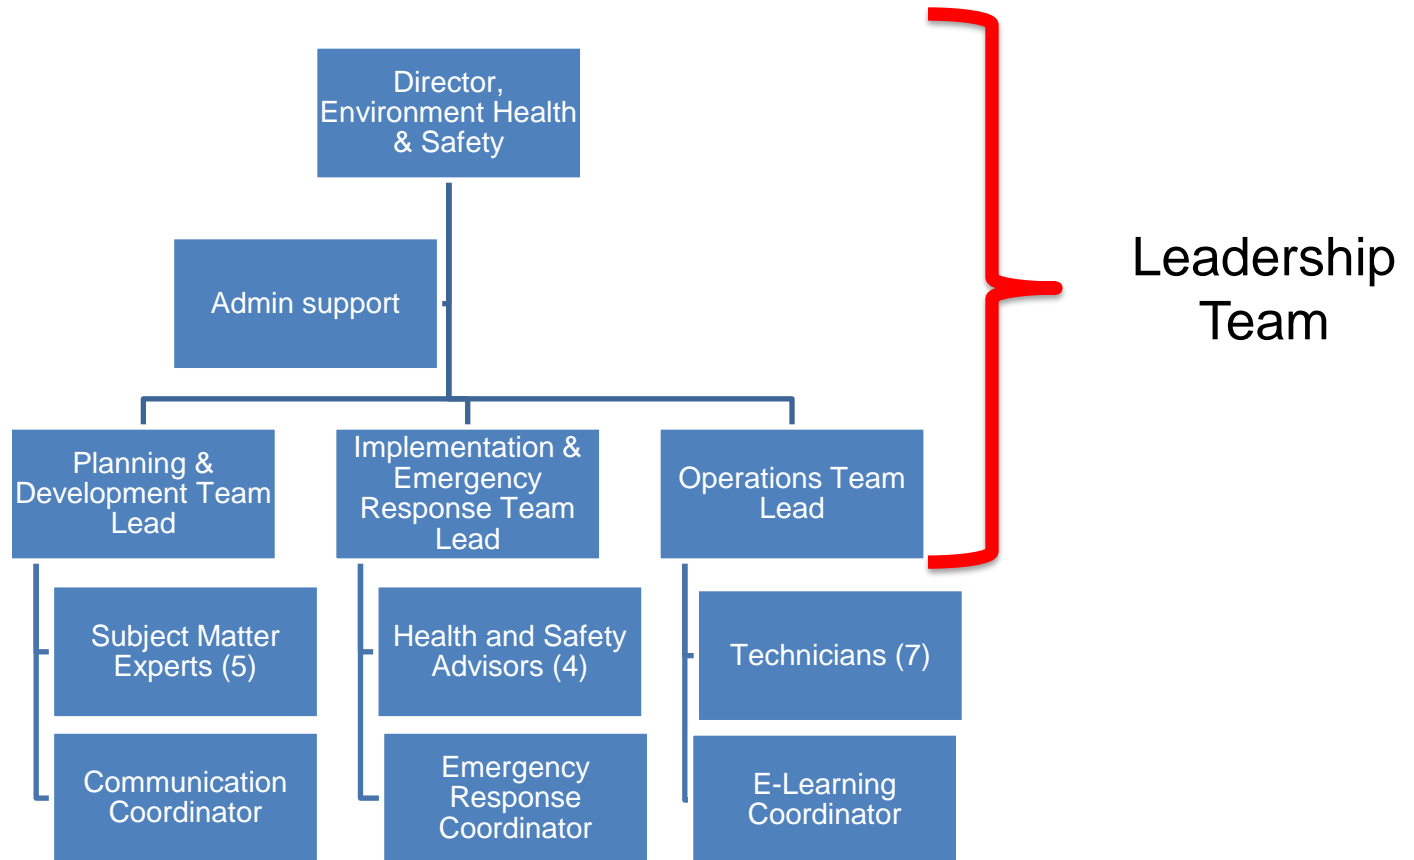 Director,
Environment Health
& Safety
Admin support
Leadership
Team
Planning &
Development Team
Lead
Implementation &
Emergency
Response Team
Lead
Operations Team
Lead
Subject Matter
Experts (5)
Health and Safety
Advisors (4)
Technicians (7)
Communication
Coordinator
Emergency
Response
Coordinator
E-Learning
Coordinator